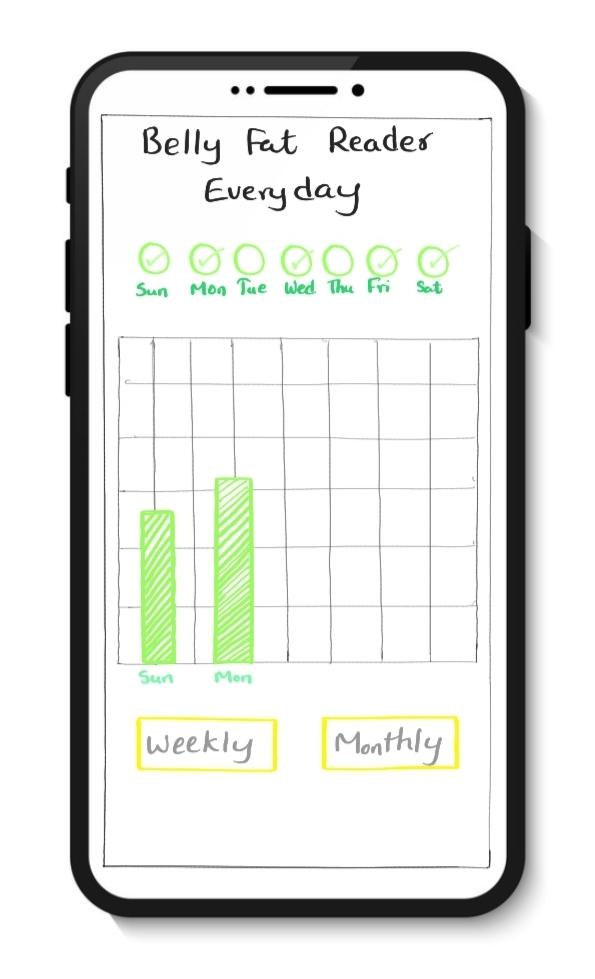 Belly Fat Reader
Everyday
Sun Mon Tue Wed Thu Fri Sat
Sun Mon
Weekly Monthly